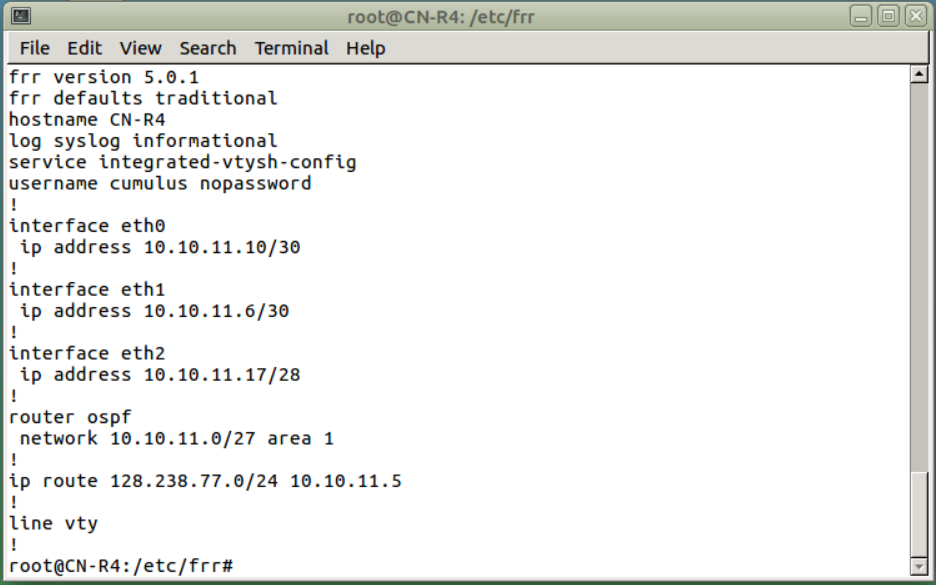 root@CN-R4: /etc/frr
File Edit View Search Terminal Help
frr version 5.0.1
frr defaults traditional
hostname CN-R4
log syslog informational
service integrated-vtysh-config
username cumulus nopassword
!
interface eth0
 ip address 10.10.11.10/30
!
interface eth1
 ip address 10.10.11.6/30
!
interface eth2
 ip address 10.10.11.17/28
!
router ospf
 network 10.10.11.0/27 area 1
!
ip route 128.238.77.0/24 10.10.11.5
!
line vty
!
root@CN-R4:/etc/frr#